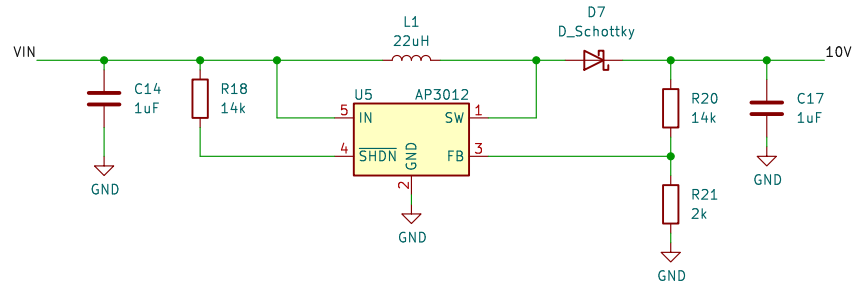 D7
D_Schottky
L1
22uH
VIN
10V
C14
1uF
R18
14k
U5
AP3012
R20
14k
C17
1uF
5
IN
SW
1
4
SHDN
GND
FB
3
2
R21
2k
GND
GND
GND
GND